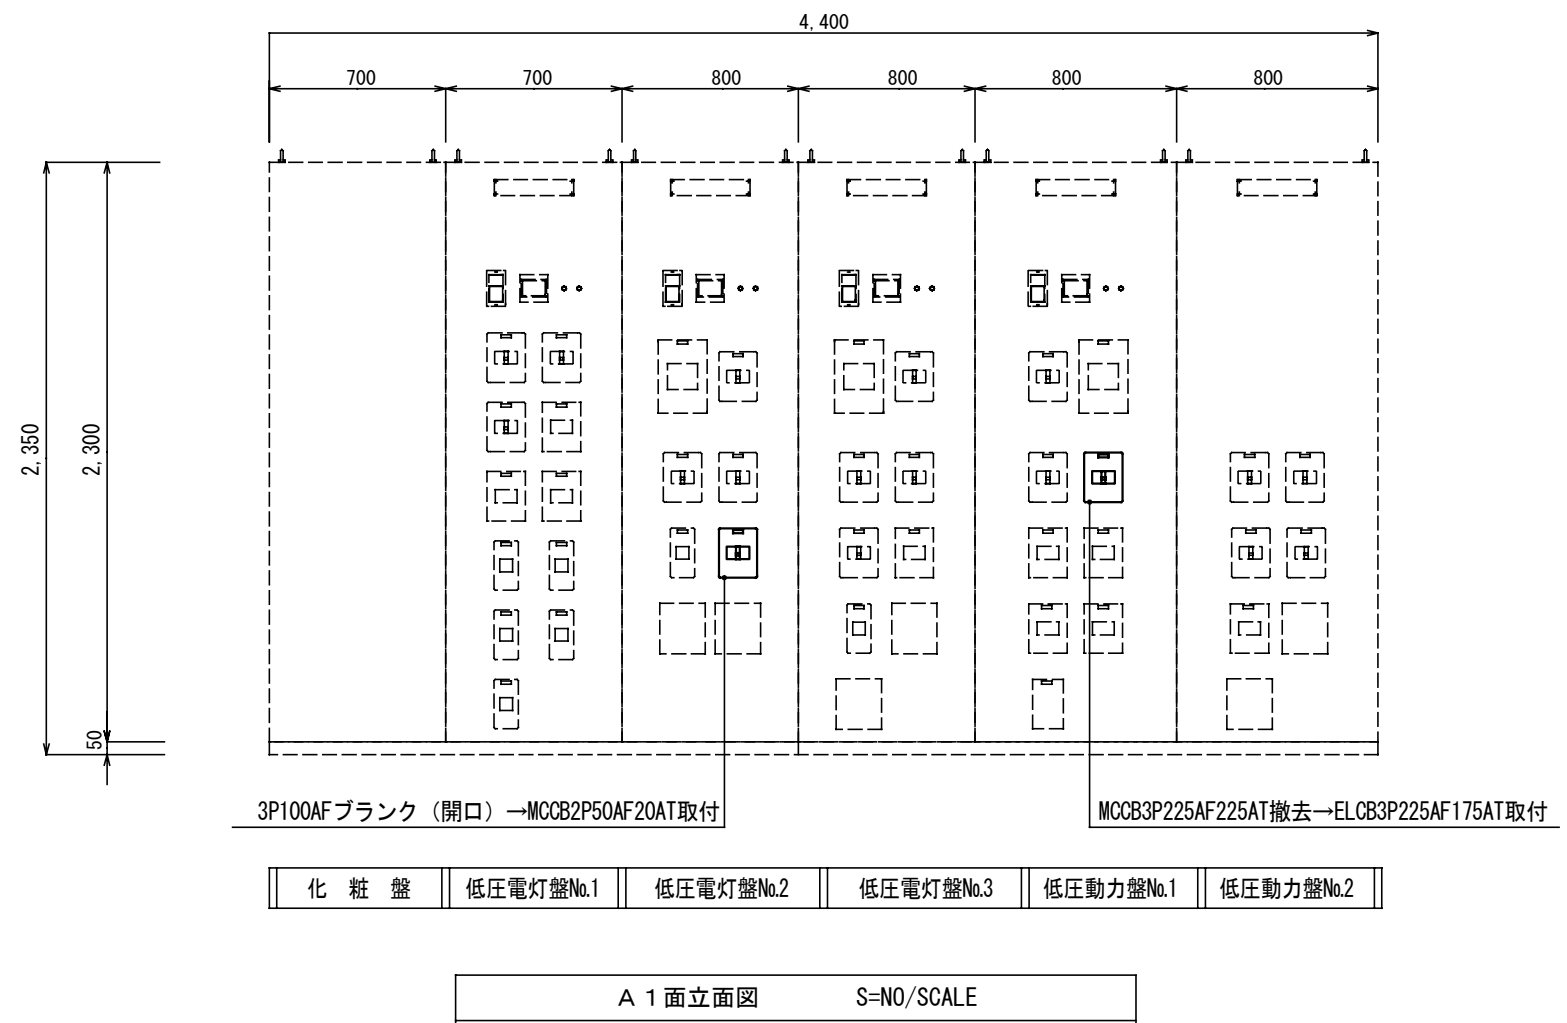 4,400
700
700
800
800
800
800
2,350
2,300
50
3P100AFブランク（開口）→MCCB2P50AF20AT取付
MCCB3P225AF225AT撤去→ELCB3P225AF175AT取付
化 粧 盤
低圧電灯盤№1
低圧電灯盤№2
低圧電灯盤№3
低圧動力盤№1
低圧動力盤№2
A 1面立面図 S=NO/SCALE